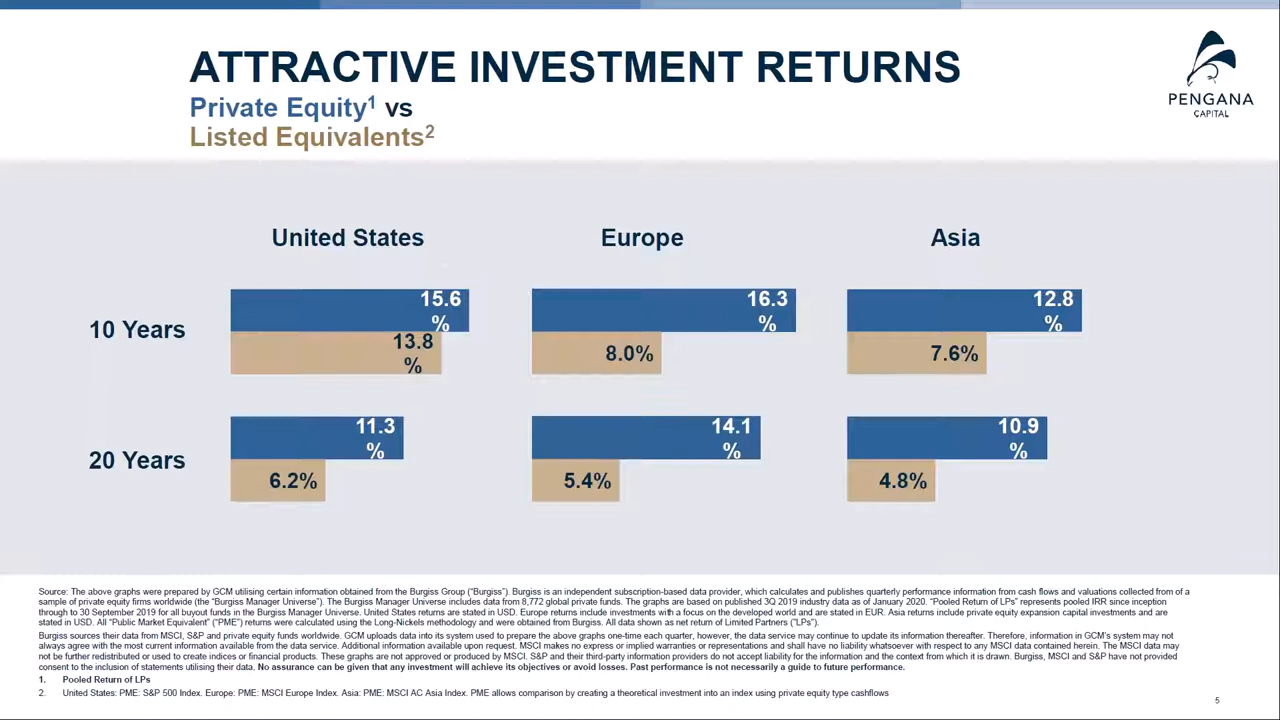 ATTRACTIVE INVESTMENT RETURNS
Private Equity1 vs
Listed Equivalents2
PENGANA
CAPITAL
United States
Europe
Asia
10 Years
15.6
%
13.8
%
16.3
%
8.0%
12.8
%
7.6%
20 Years
11.3
%
6.2%
14.1
%
5.4%
10.9
%
4.8%
Source: The above graphs were prepared by GCM utilising certain information obtained from the Burgiss Group ("Burgiss"). Burgiss is an independent subscription-based data provider, which calculates and publishes quarterly performance information from cash flows and valuations collected from of a
sample of private equity firms worldwide (the "Burgiss Manager Universe"). The Burgiss Manager Universe includes data from 8,772 global private funds. The graphs are based on published 3Q 2019 industry data as of January 2020. "Pooled Return of LPs" represents pooled IRR since inception
through to 30 September 2019 for all buyout funds in the Burgiss Manager Universe. United States returns are stated in USD. Europe returns include investments with a focus on the developed world and are stated in EUR. Asia returns include private equity expansion capital investments and are
stated in USD. All "Public Market Equivalent" ("PME") returns were calculated using the Long-Nickels methodology and were obtained from Burgiss. All data shown as net return of Limited Partners ("LPs").
Burgiss sources their data from MSCI, S&P and private equity funds worldwide. GCM uploads data into its system used to prepare the above graphs one-time each quarter, however, the data service may continue to update its information thereafter. Therefore, information in GCM's system may not
always agree with the most current information available from the data service. Additional information available upon request. MSCI makes no express or implied warranties or representations and shall have no liability whatsoever with respect to any MSCI data contained herein. The MSCI data may
not be further redistributed or used to create indices or financial products. These graphs are not approved or produced by MSCI. S&P and their third-party information providers do not accept liability for the information and the context from which it is drawn. Burgiss, MSCI and S&P have not provided
consent to the inclusion of statements utilising their data. No assurance can be given that any investment will achieve its objectives or avoid losses. Past performance is not necessarily a guide to future performance.
1. Pooled Return of LPs
2. United States: PME: S&P 500 Index. Europe: PME: MSCI Europe Index. Asia: PME: MSCI AC Asia Index. PME allows comparison by creating a theoretical investment into an index using private equity type cashflows
5